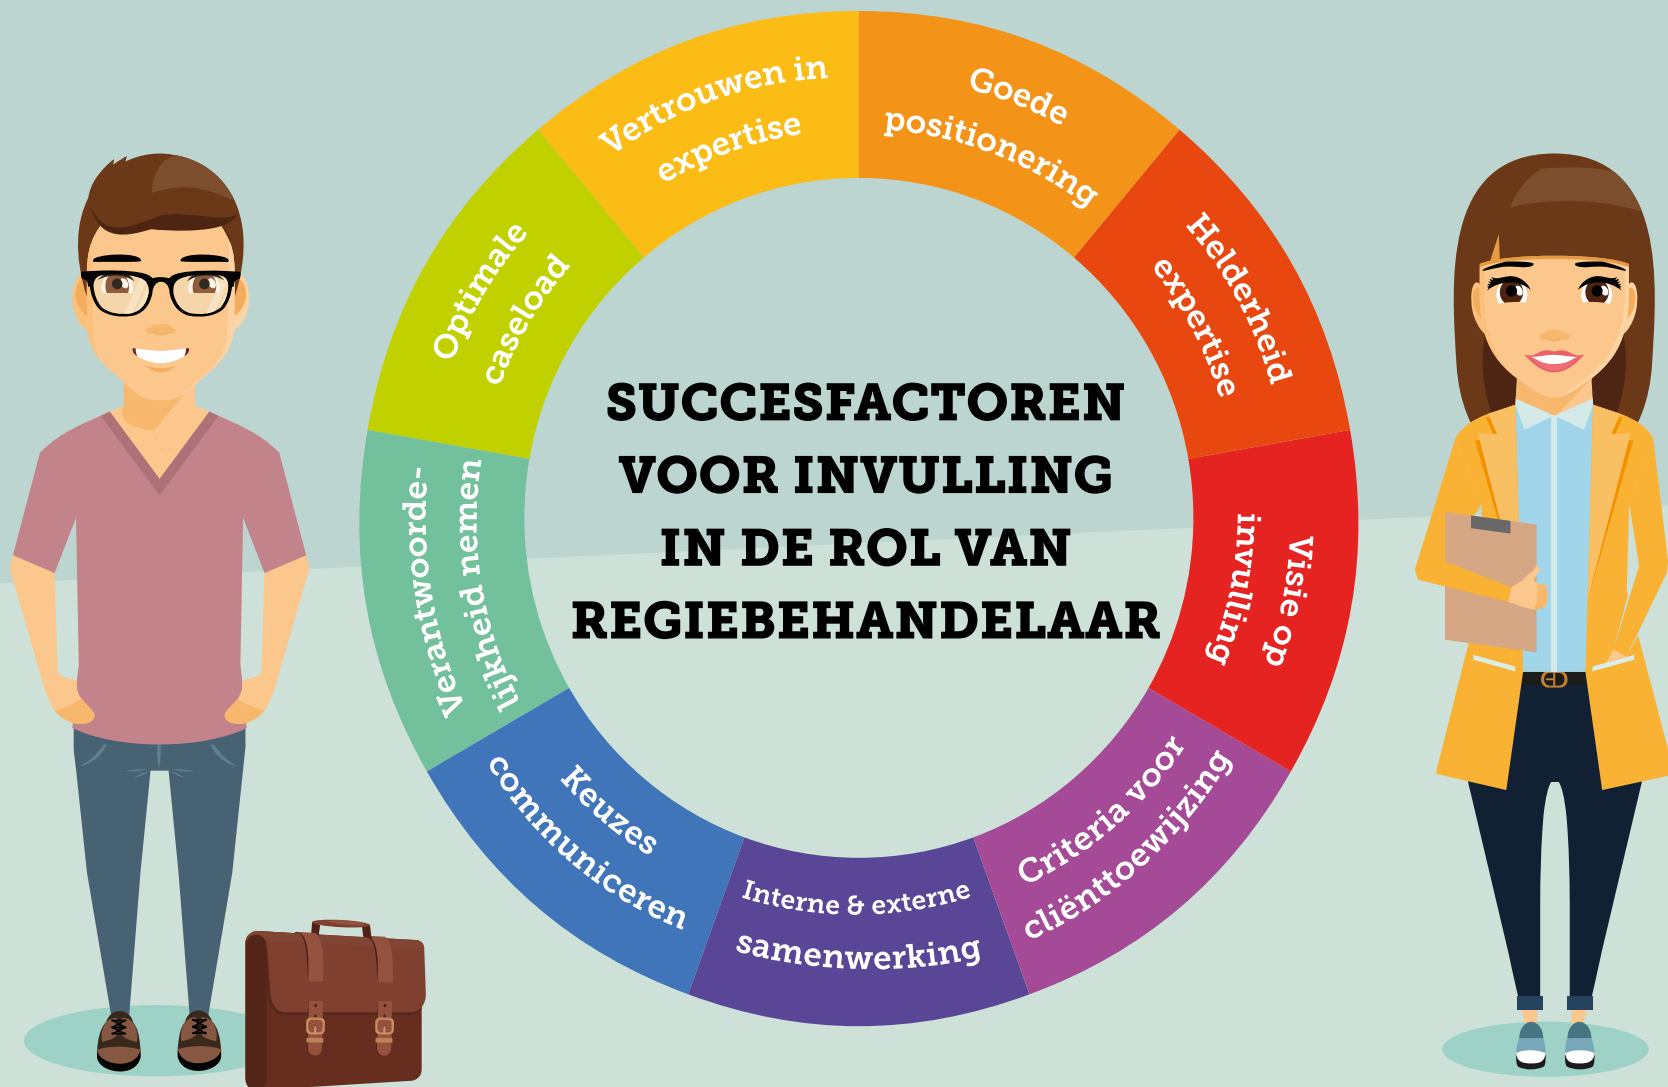 Vertrouwen in
expertise
Goede
positionering
Helderheid
expertise
Visie op
invulling
Criteria voor
cliënttoewijzing
Interne & externe
samenwerking
Keuzes
communiceren
Verantwoorde-
lijkheid nemen
Optimale
caseload
SUCCESFACTOREN
VOOR INVULLING
IN DE ROL VAN
REGIEBEHANDELAAR